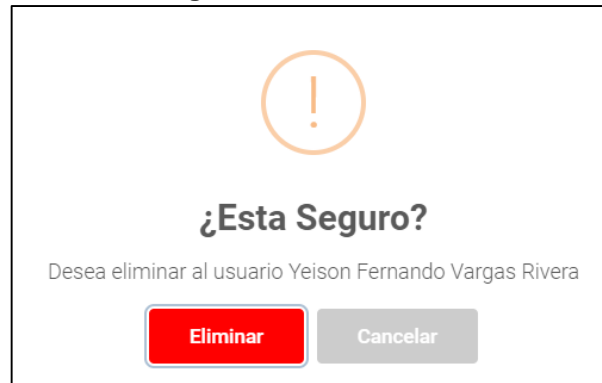 ¿Esta Seguro?
Desea eliminar al usuario Yeison Fernando Vargas Rivera
Eliminar Cancelar